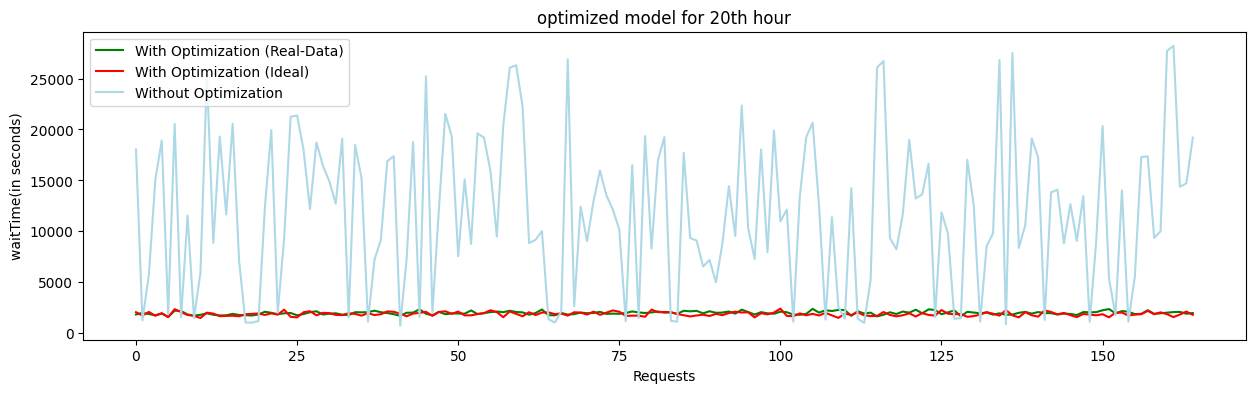 optimized model for 20th hour
With Optimization (Real-Data)
With Optimization (Ideal)
Without Optimization
waitTime(in seconds)
25000
20000
15000
10000
5000
0
0 25 50 75 100 125 150
Requests